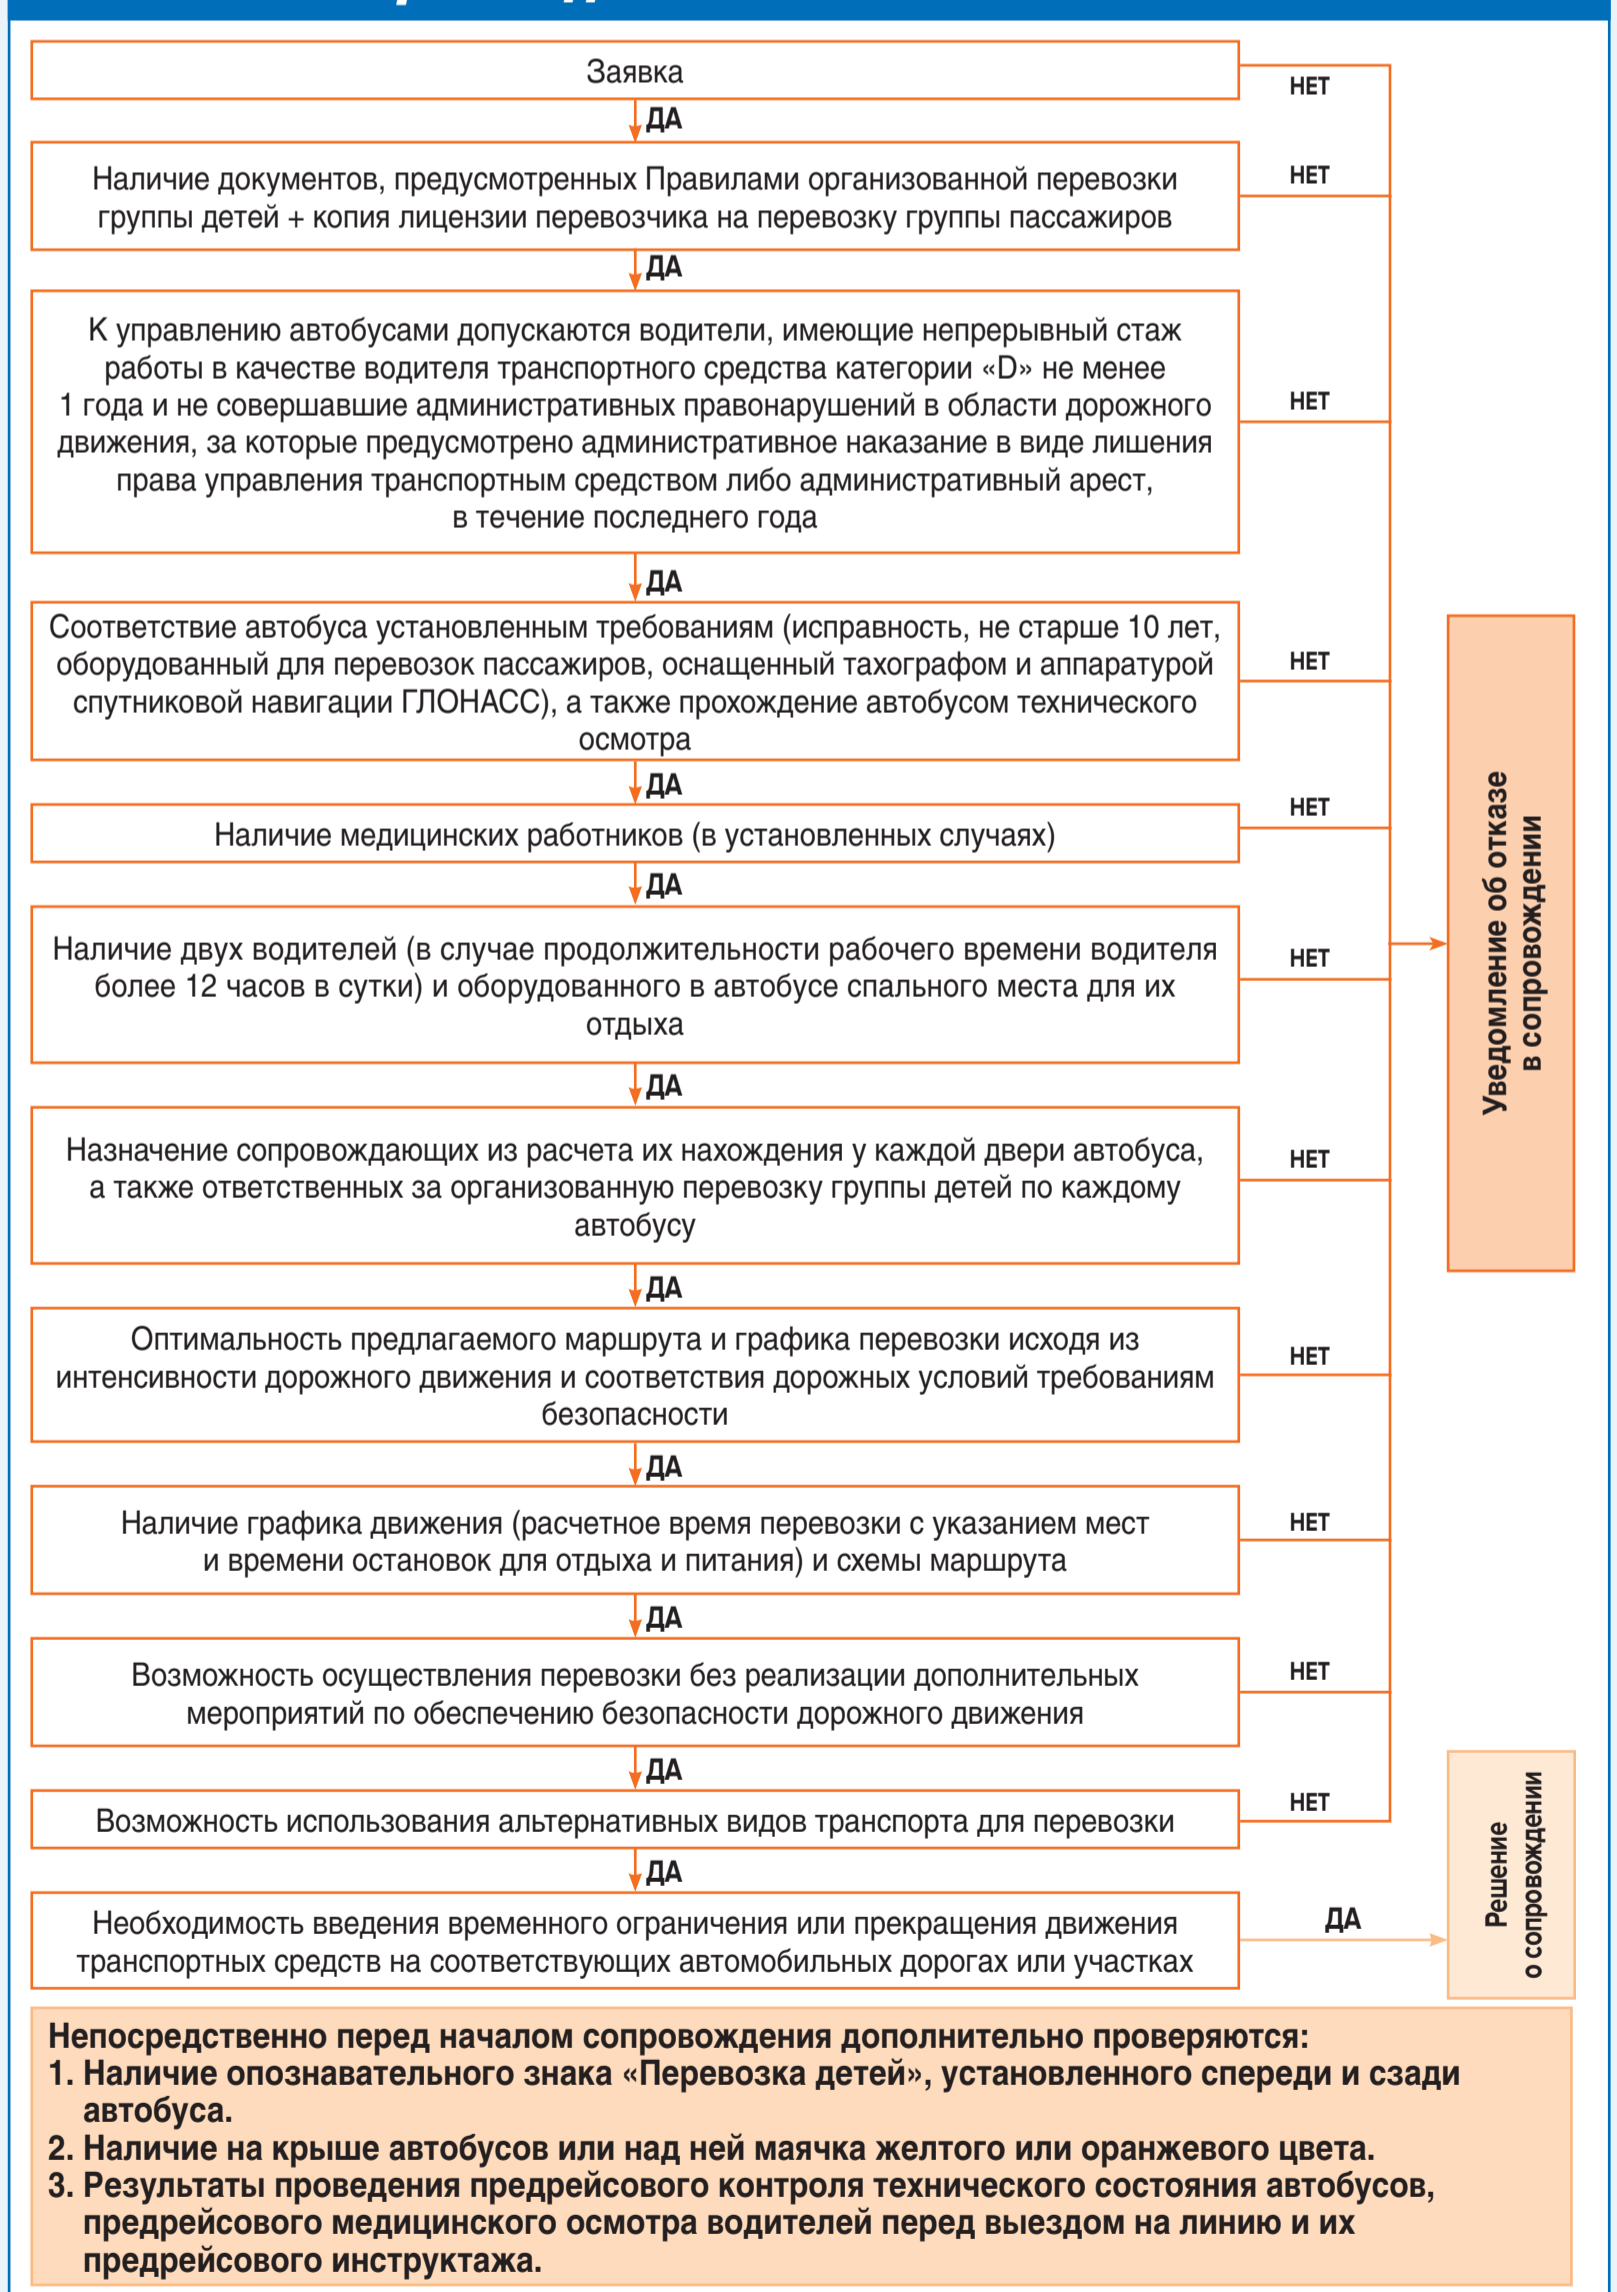 Заявка
НЕТ
ДА
Наличие документов, предусмотренных Правилами организованной перевозки
группы детей + копия лицензии перевозчика на перевозку группы пассажиров
НЕТ
ДА
К управлению автобусами допускаются водители, имеющие непрерывный стаж
работы в качестве водителя транспортного средства категории «D» не менее
1 года и не совершавшие административных правонарушений в области дорожного
движения, за которые предусмотрено административное наказание в виде лишения
права управления транспортным средством либо административный арест,
в течение последнего года
НЕТ
ДА
Соответствие автобуса установленным требованиям (исправность, не старше 10 лет,
оборудованный для перевозок пассажиров, оснащенный тахографом и аппаратурой
спутниковой навигации ГЛОНАСС), а также прохождение автобусом технического
осмотра
НЕТ
ДА
Наличие медицинских работников (в установленных случаях)
НЕТ
ДА
Наличие двух водителей (в случае продолжительности рабочего времени водителя
более 12 часов в сутки) и оборудованного в автобусе спального места для их
отдыха
НЕТ
ДА
Назначение сопровождающих из расчета их нахождения у каждой двери автобуса,
а также ответственных за организованную перевозку группы детей по каждому
автобусу
НЕТ
ДА
Оптимальность предлагаемого маршрута и графика перевозки исходя из
интенсивности дорожного движения и соответствия дорожных условий требованиям
безопасности
НЕТ
ДА
Наличие графика движения (расчетное время перевозки с указанием мест
и времени остановок для отдыха и питания) и схемы маршрута
НЕТ
ДА
Возможность осуществления перевозки без реализации дополнительных
мероприятий по обеспечению безопасности дорожного движения
НЕТ
ДА
Возможность использования альтернативных видов транспорта для перевозки
НЕТ
Уведомление об отказе
в сопровождении
ДА
Необходимость введения временного ограничения или прекращения движения
транспортных средств на соответствующих автомобильных дорогах или участках
ДА
Решение
о сопровождении
Непосредственно перед началом сопровождения дополнительно проверяются:
1. Наличие опознавательного знака «Перевозка детей», установленного спереди и сзади
автобуса.
2. Наличие на крыше автобусов или над ней маячка желтого или оранжевого цвета.
3. Результаты проведения предрейсового контроля технического состояния автобусов,
предрейсового медицинского осмотра водителей перед выездом на линию и их
предрейсового инструктажа.